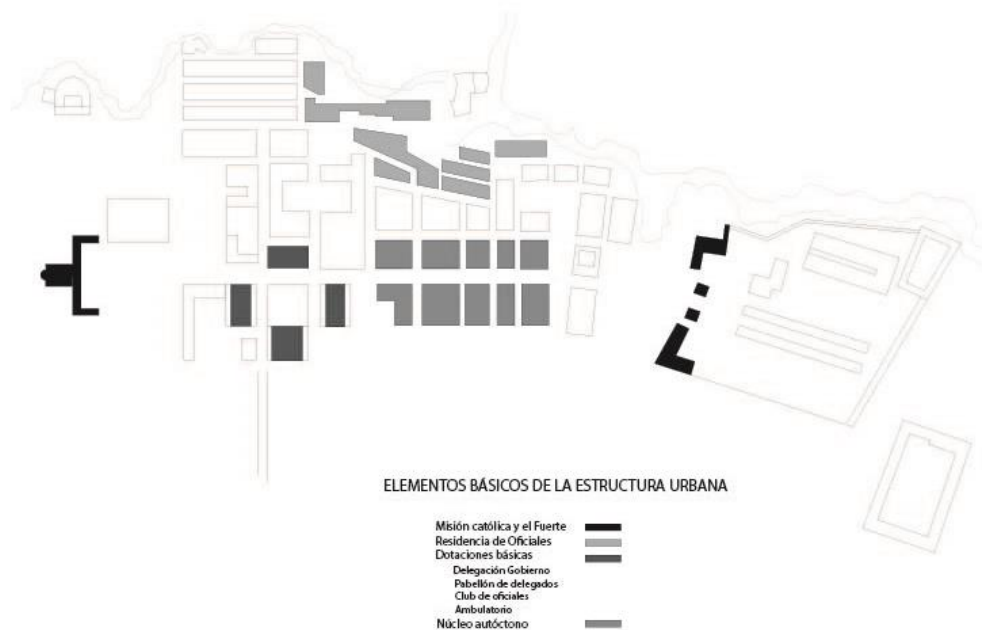 ELEMENTOS BÁSICOS DE LA ESTRUCTURA URBANA
Misión católica y el Fuerte
Residencia de Oficiales
Dotaciones básicas
Delegación Gobierno
Pabellón de delegados
Club de oficiales
Ambulatorio
Núcleo autóctono